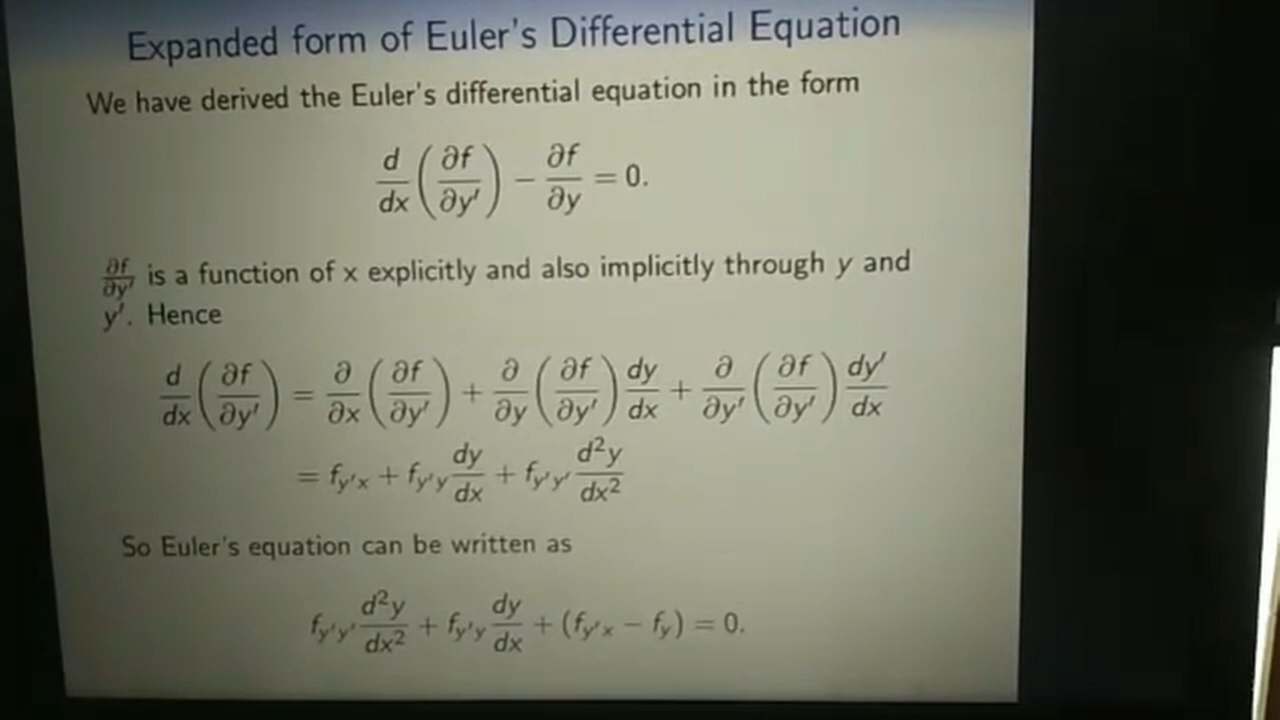 Expanded form of Euler's Differential Equation
We have derived the Euler's differential equation in the form
d/dx (∂f/∂y′) − ∂f/∂y = 0.
∂f/∂y′ is a function of x explicitly and also implicitly through y and
y′. Hence
d/dx (∂f/∂y′) = ∂/∂x (∂f/∂y′) + ∂/∂y (∂f/∂y′) dy/dx + ∂/∂y′ (∂f/∂y′) dy′/dx
= f_{y′x} + f_{y′y} dy/dx + f_{y′y′} d²y/dx²
So Euler's equation can be written as
f_{y′y′} d²y/dx² + f_{y′y} dy/dx + (f_{y′x} − f_y) = 0.